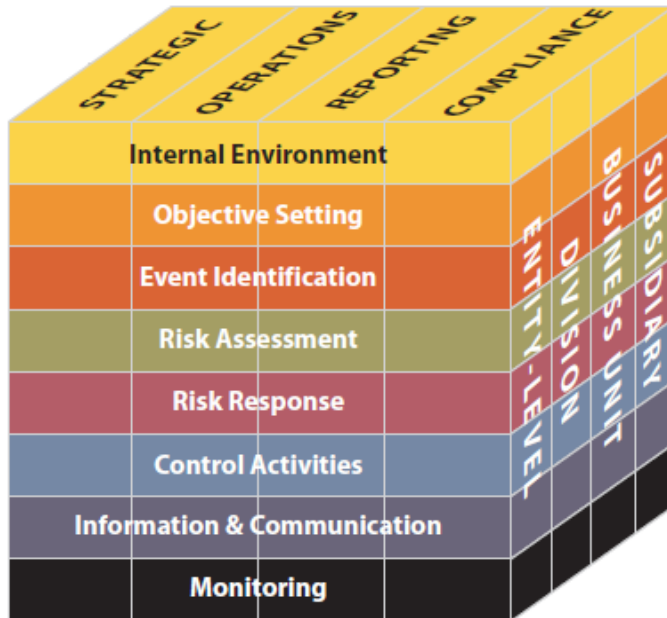 STRATEGIC
OPERATIONS
REPORTING
COMPLIANCE
Internal Environment
Objective Setting
Event Identification
Risk Assessment
Risk Response
Control Activities
Information & Communication
Monitoring
ENTITY-LEVEL
DIVISION
BUSINESS UNIT
SUBSIDIARY